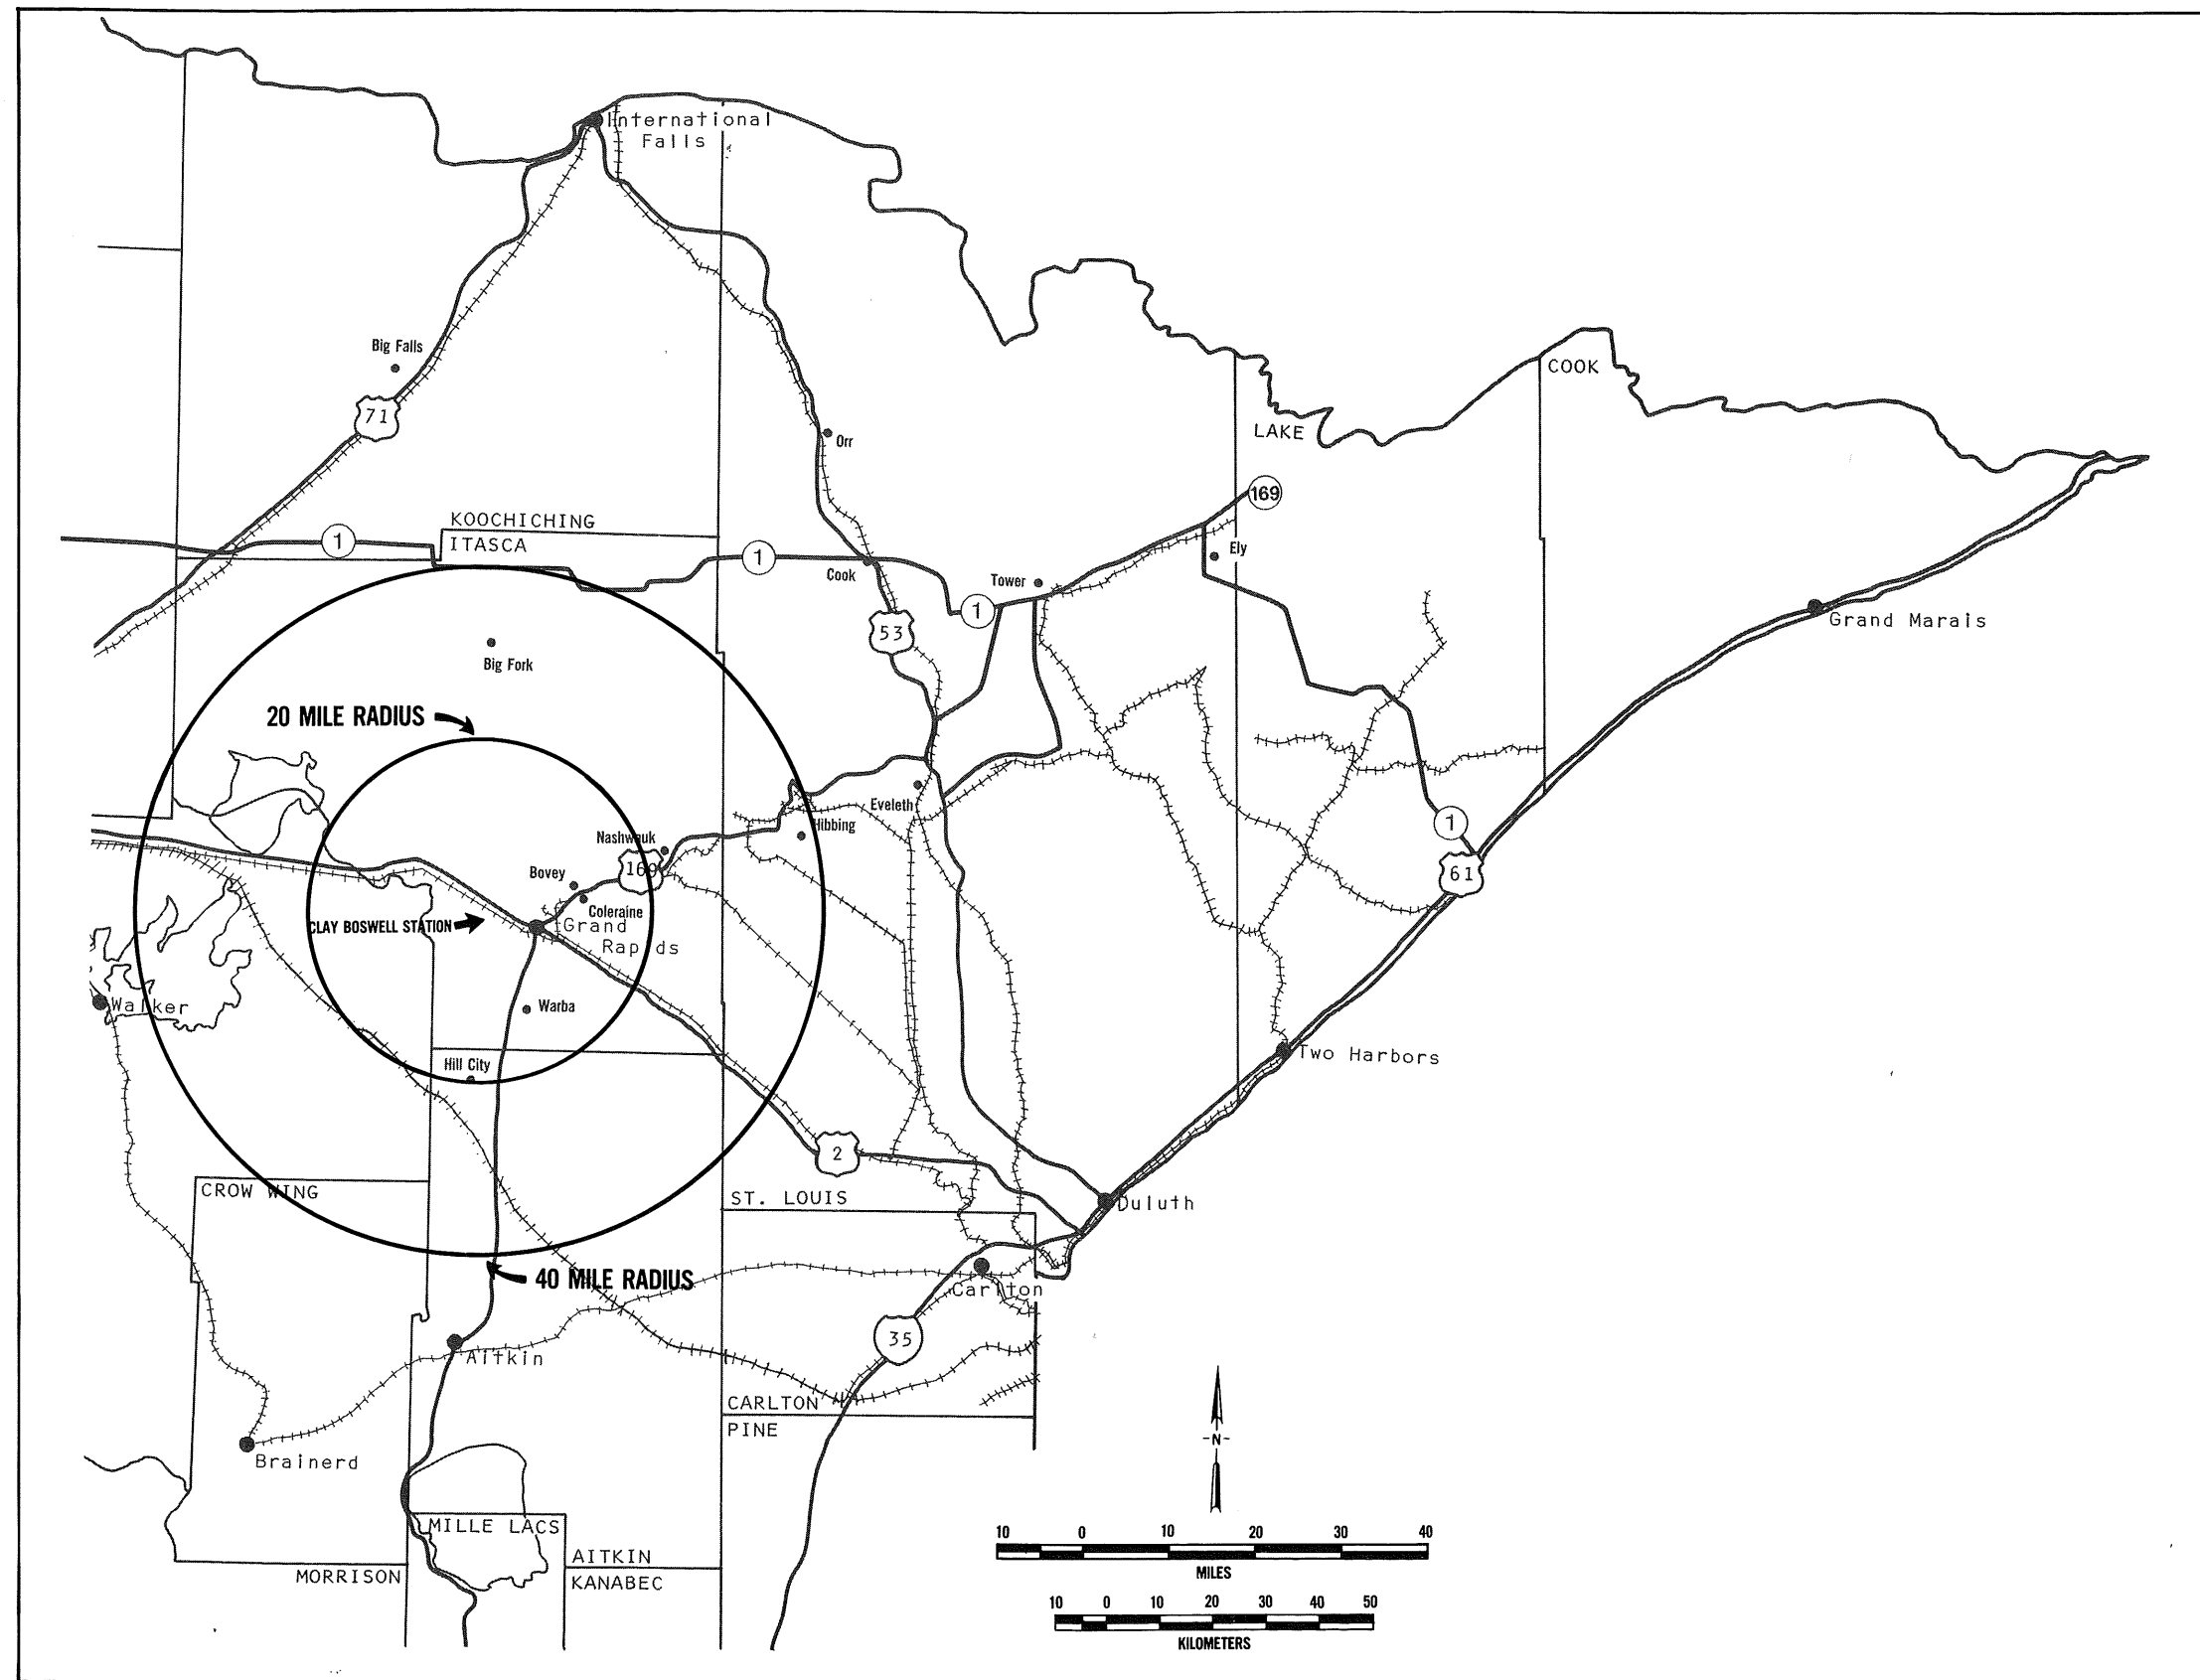 International
Falls
Big Falls
71
COOK
LAKE
Orr
169
KOOCHICHING
1
ITASCA
1
Ely
Cook
Tower
1
53
Grand Marais
Big Fork
20 MILE RADIUS
Eveleth
Hibbing
1
Nashwauk
169
61
Bovey
Coleraine
CLAY BOSWELL STATION
Grand
Rapids
Walker
Warba
Two Harbors
Hill City
2
CROW WING
ST. LOUIS
Duluth
40 MILE RADIUS
Carlton
35
Aitkin
CARLTON
PINE
-N-
Brainerd
MILLE LACS
10 0 10 20 30 40
AITKIN
MILES
MORRISON
KANABEC
10 0 10 20 30 40 50
KILOMETERS